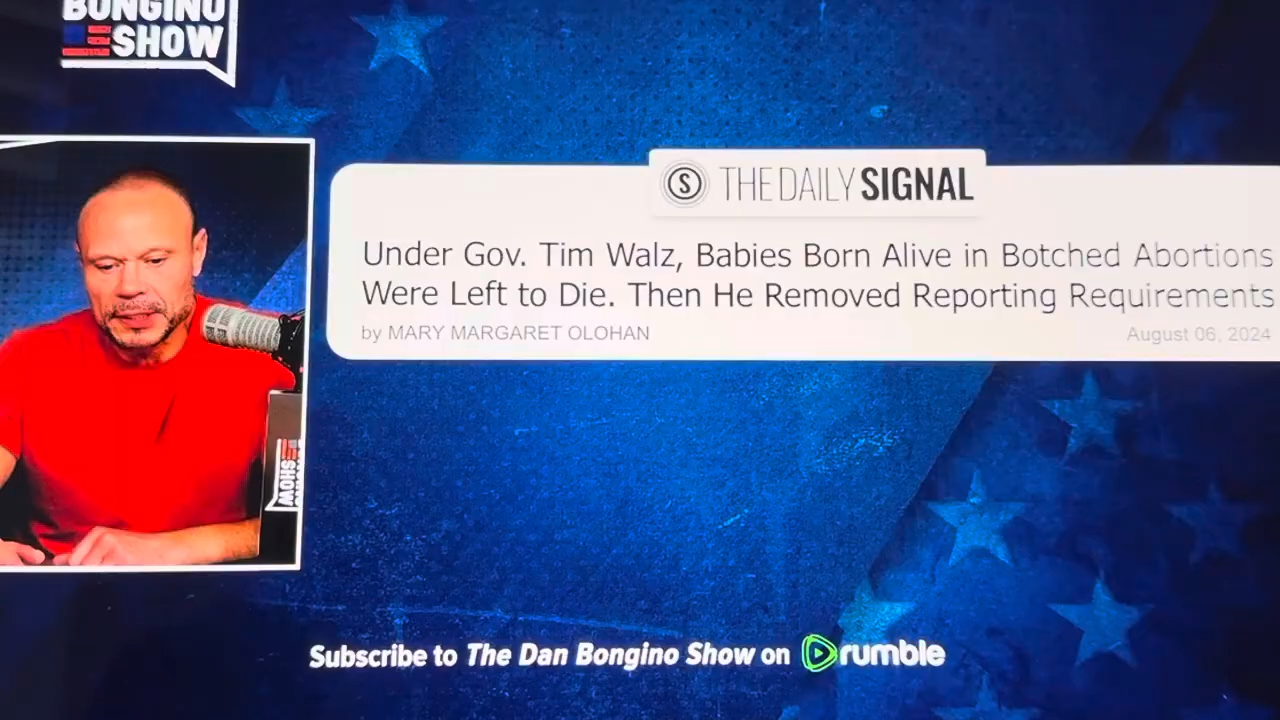 BONGINO
SHOW
THE DAILY SIGNAL
Under Gov. Tim Walz, Babies Born Alive in Botched Abortions
Were Left to Die. Then He Removed Reporting Requirements
by MARY MARGARET OLOHAN
August 06, 2024
SHOW
Subscribe to The Dan Bongino Show on rumble